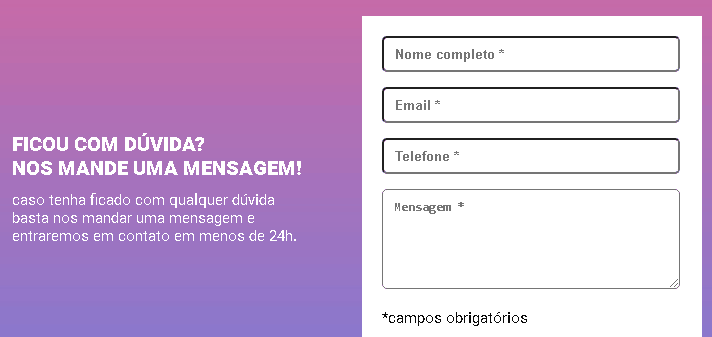 FICOU COM DÚVIDA?
NOS MANDE UMA MENSAGEM!
caso tenha ficado com qualquer dúvida
basta nos mandar uma mensagem e
entraremos em contato em menos de 24h.
Nome completo *
Email *
Telefone *
Mensagem *
*campos obrigatórios